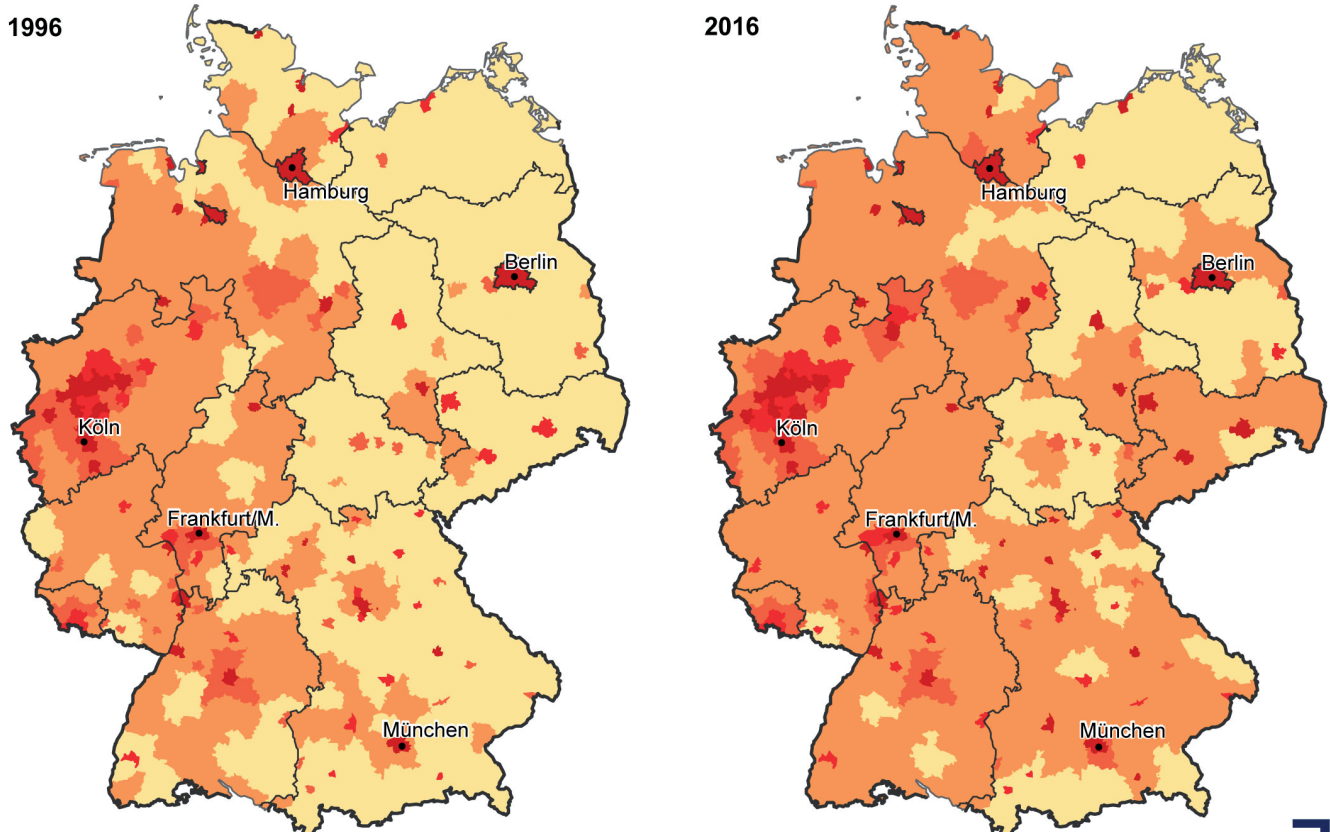 1996
Hamburg
Berlin
Köln
Frankfurt/M.
München
2016
Hamburg
Berlin
Köln
Frankfurt/M.
München